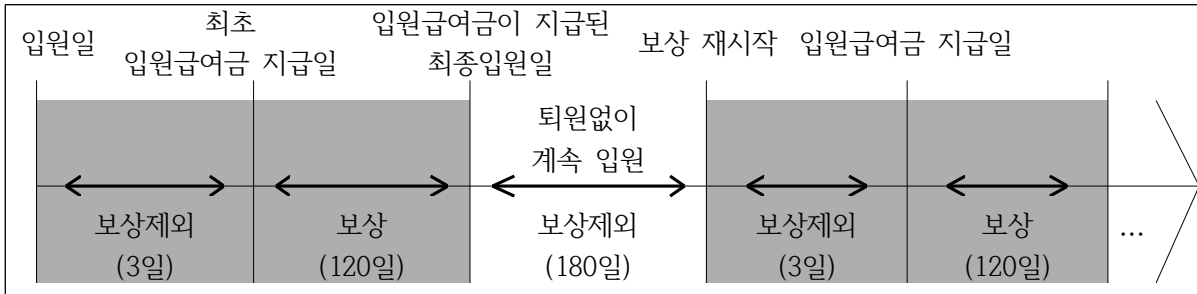 입원일
최초
입원급여금 지급일
입원급여금이 지급된
최종입원일
보상 재시작
입원급여금 지급일
퇴원없이
계속 입원
보상제외
(3일)
보상
(120일)
보상제외
(180일)
보상제외
(3일)
보상
(120일)
...